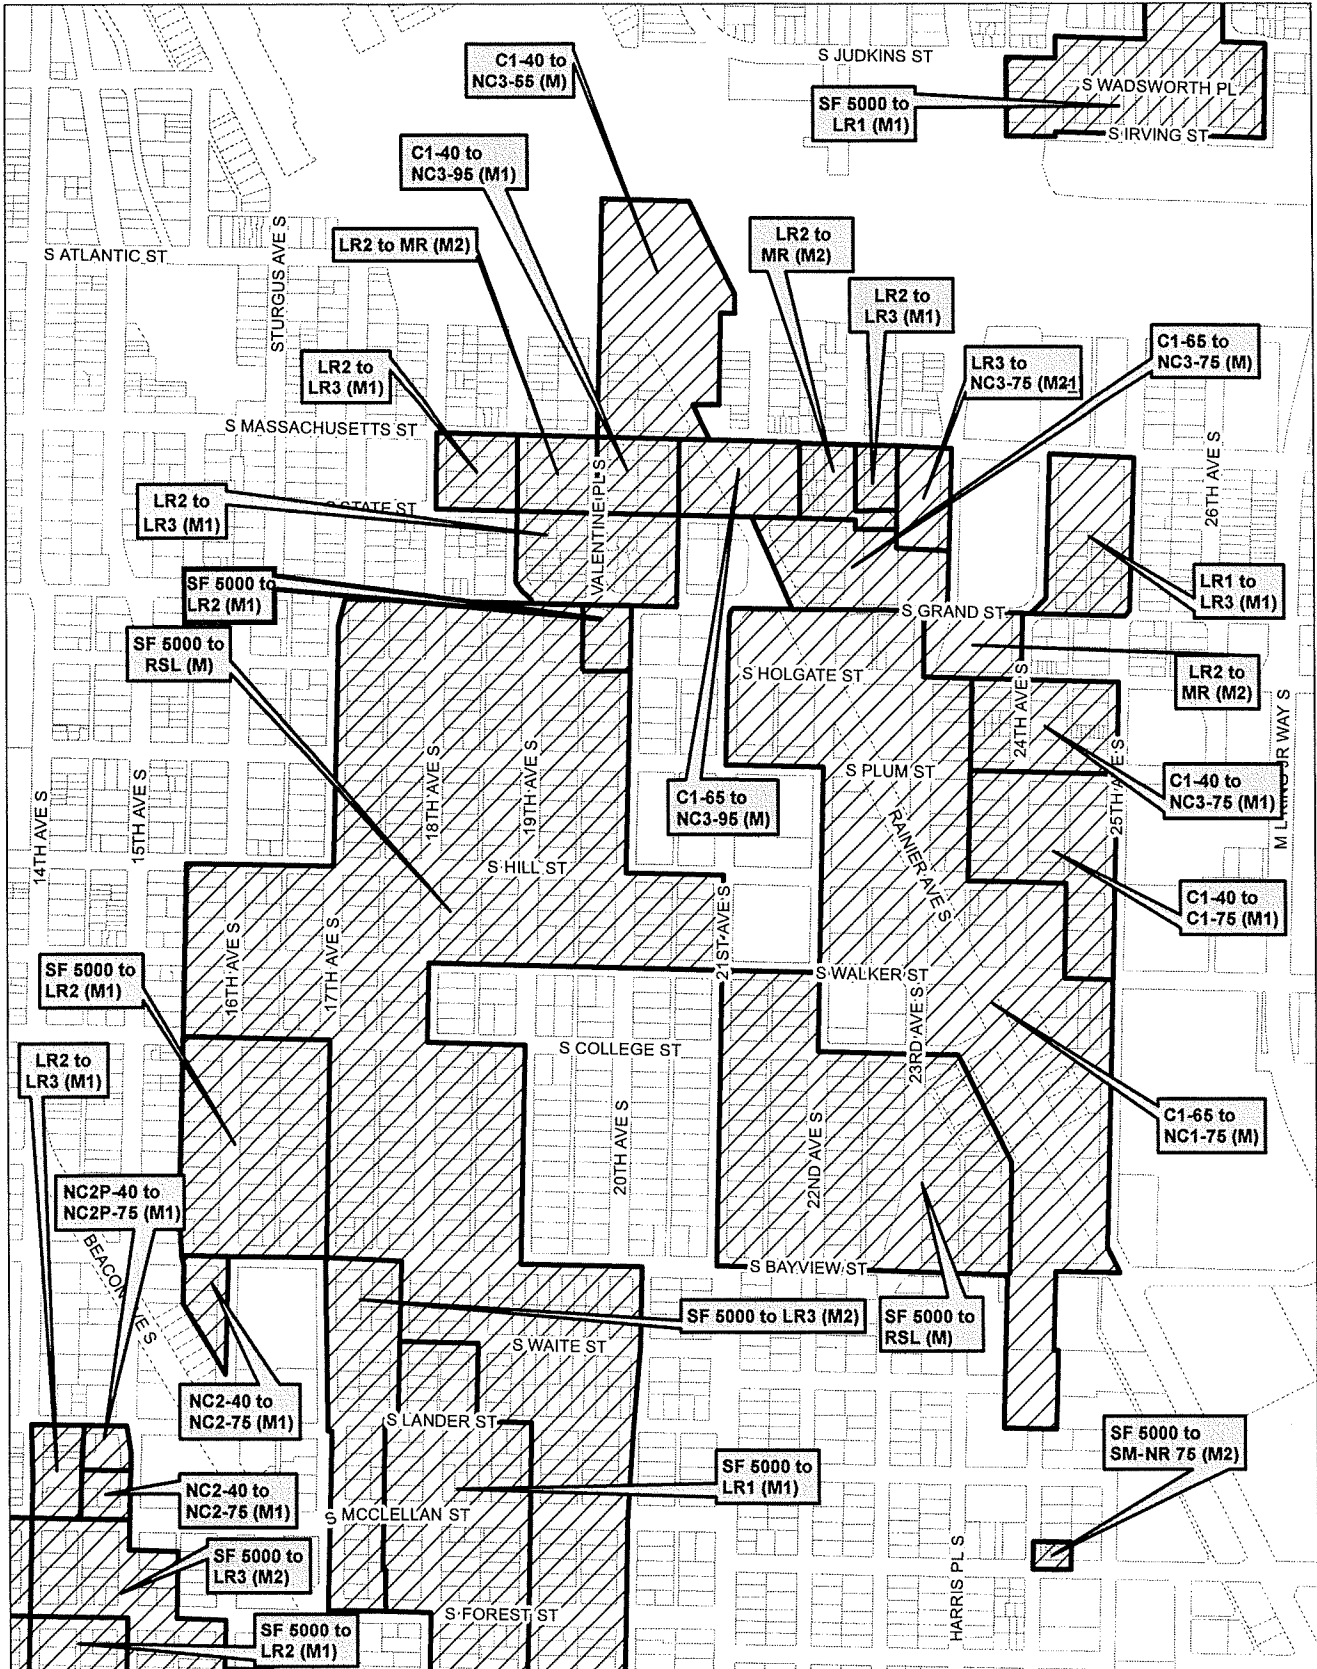 S JUDKINS ST
C1-40 to
NC3-55 (M)
S WADSWORTH PL
SF 5000 to
LR1 (M1)
S IRVING ST
C1-40 to
NC3-95 (M1)
LR2 to MR (M2)
LR2 to
MR (M2)
S ATLANTIC ST
STURGUS AVE S
LR2 to
LR3 (M1)
C1-65 to
NC3-75 (M)
LR2 to
LR3 (M1)
LR3 to
NC3-75 (M21)
S MASSACHUSETTS ST
26TH AVE S
LR2 to
LR3 (M1)
S STATE ST
VALENTINE PL S
SF 5000 to
LR2 (M1)
LR1 to
LR3 (M1)
S GRAND ST
SF 5000 to
RSL (M)
S HOLGATE ST
LR2 to
MR (M2)
24TH AVE S
M L KING JR WAY S
18TH AVE S
19TH AVE S
S PLUM ST
C1-40 to
NC3-75 (M1)
25TH AVE S
C1-65 to
NC3-95 (M)
14TH AVE S
15TH AVE S
RAINIER AVE S
S HILL ST
C1-40 to
C1-75 (M1)
21ST AVE S
16TH AVE S
17TH AVE S
SF 5000 to
LR2 (M1)
S WALKER ST
23RD AVE S
LR2 to
LR3 (M1)
S COLLEGE ST
C1-65 to
NC1-75 (M)
20TH AVE S
22ND AVE S
NC2P-40 to
NC2P-75 (M1)
BEACON AVE S
S BAYVIEW ST
SF 5000 to LR3 (M2)
SF 5000 to
RSL (M)
S WAITE ST
NC2-40 to
NC2-75 (M1)
S LANDER ST
SF 5000 to
SM-NR 75 (M2)
SF 5000 to
LR1 (M1)
NC2-40 to
NC2-75 (M1)
S MCCLELLAN ST
HARRIS PL S
SF 5000 to
LR3 (M2)
S FOREST ST
SF 5000 to
LR2 (M1)